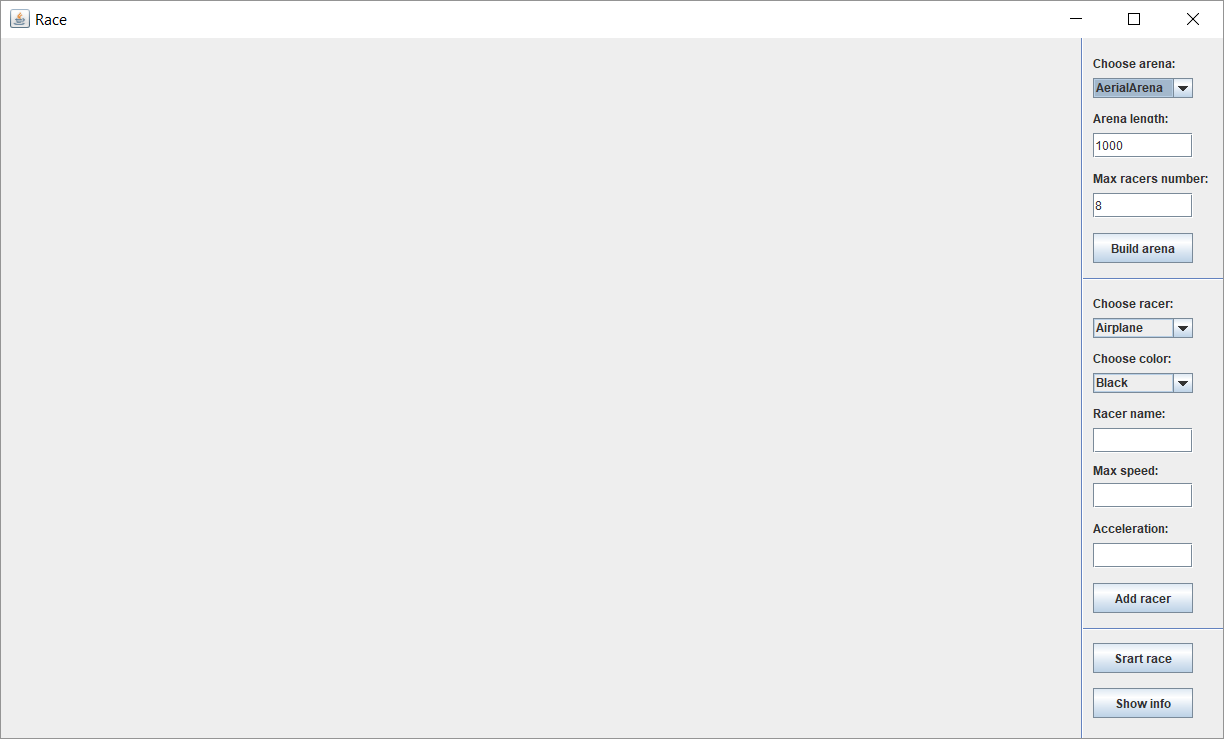 Race
Choose arena:
AerialArena
Arena length:
1000
Max racers number:
8
Build arena
Choose racer:
Airplane
Choose color:
Black
Racer name:
Max speed:
Acceleration:
Add racer
Srart race
Show info